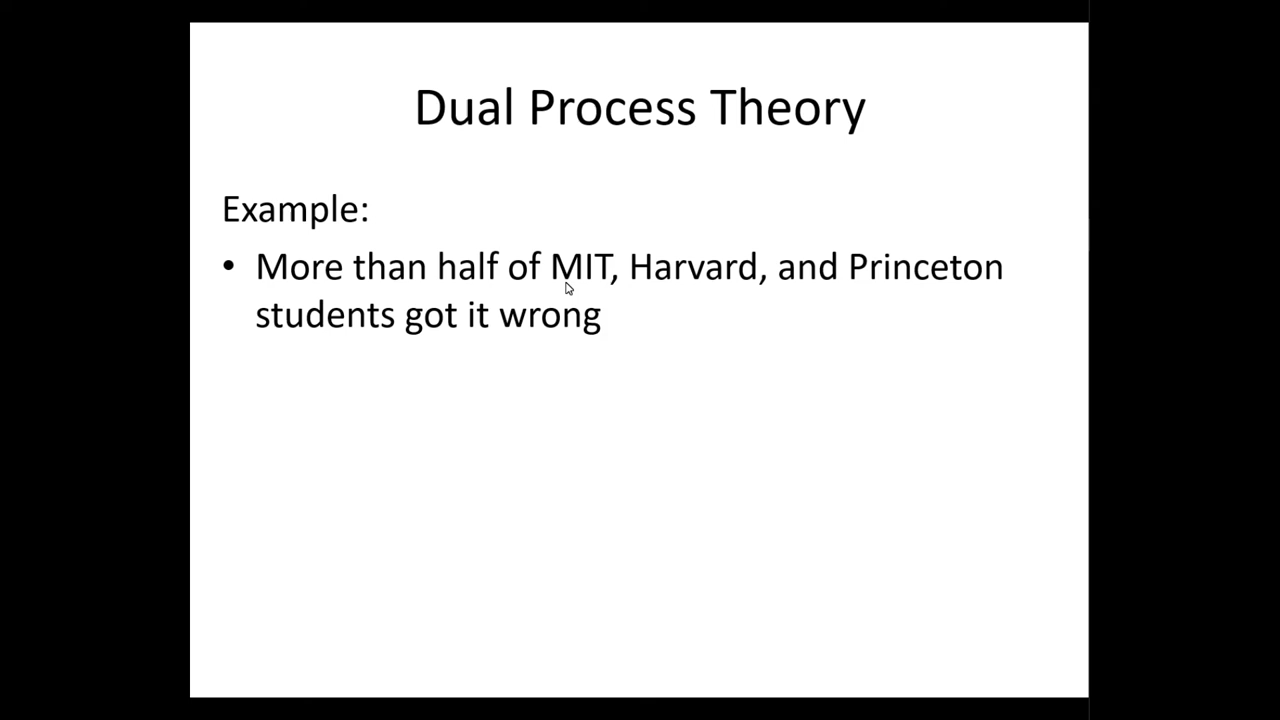 Dual Process Theory
Example:
• More than half of MIT, Harvard, and Princeton
students got it wrong